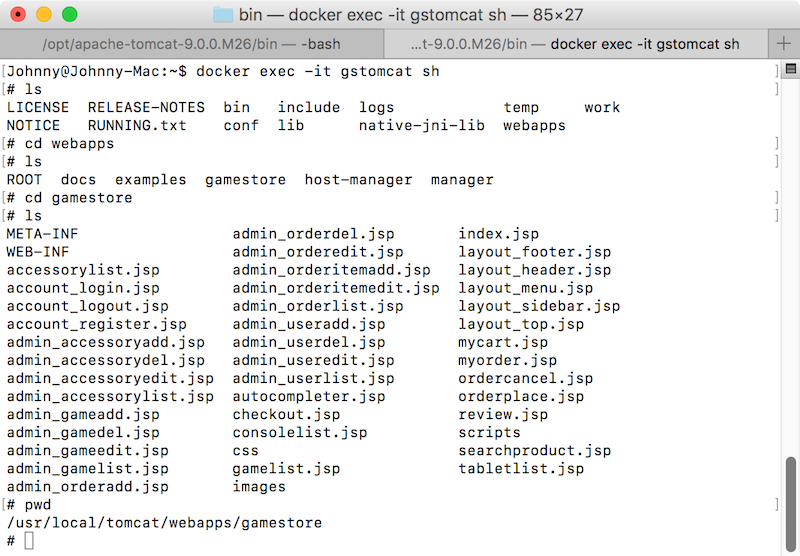 bin — docker exec -it gstomcat sh — 85×27
/opt/apache-tomcat-9.0.0.M26/bin — -bash ...t-9.0.0.M26/bin — docker exec -it gstomcat sh +
[Johnny@Johnny-Mac:~$ docker exec -it gstomcat sh ]
[# ls ]
LICENSE RELEASE-NOTES bin include logs temp work
NOTICE RUNNING.txt conf lib native-jni-lib webapps
[# cd webapps ]
[# ls ]
ROOT docs examples gamestore host-manager manager
[# cd gamestore ]
[# ls ]
META-INF admin_orderdel.jsp index.jsp
WEB-INF admin_orderedit.jsp layout_footer.jsp
accessorylist.jsp admin_orderitemadd.jsp layout_header.jsp
account_login.jsp admin_orderitemedit.jsp layout_menu.jsp
account_logout.jsp admin_orderlist.jsp layout_sidebar.jsp
account_register.jsp admin_useradd.jsp layout_top.jsp
admin_accessoryadd.jsp admin_userdel.jsp mycart.jsp
admin_accessorydel.jsp admin_useredit.jsp myorder.jsp
admin_accessoryedit.jsp admin_userlist.jsp ordercancel.jsp
admin_accessorylist.jsp autocompleter.jsp orderplace.jsp
admin_gameadd.jsp checkout.jsp review.jsp
admin_gamedel.jsp consolelist.jsp scripts
admin_gameedit.jsp css searchproduct.jsp
admin_gamelist.jsp gamelist.jsp tabletlist.jsp
admin_orderadd.jsp images
[# pwd ]
/usr/local/tomcat/webapps/gamestore
#